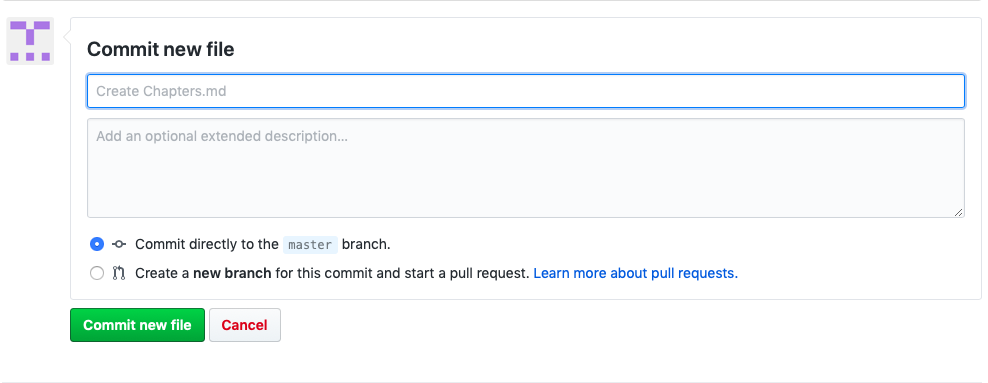 Commit new file
Create Chapters.md
Add an optional extended description...
Commit directly to the master branch.
Create a new branch for this commit and start a pull request. Learn more about pull requests.
Commit new file Cancel